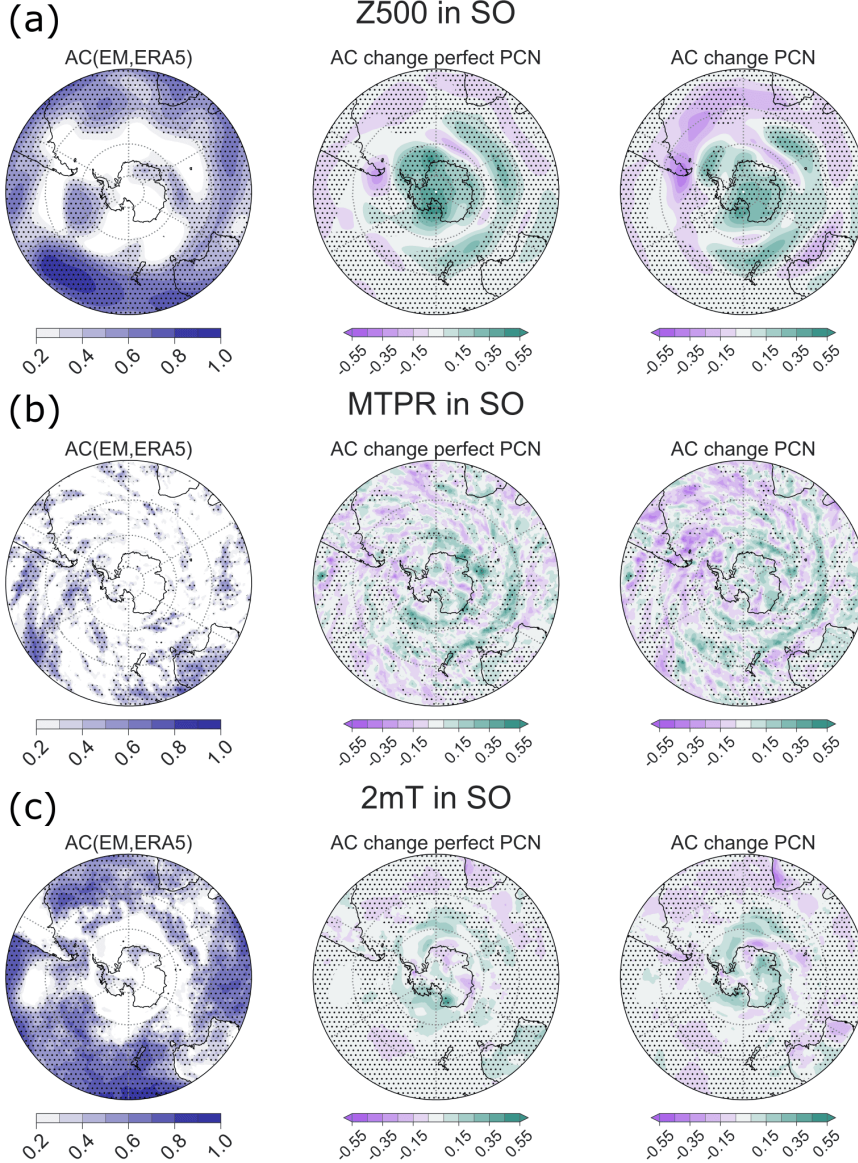 (a)
Z500 in SO
AC(EM,ERA5) AC change perfect PCN AC change PCN
0.2 0.4 0.6 0.8 1.0 -0.55 -0.35 -0.15 0.15 0.35 0.55 -0.55 -0.35 -0.15 0.15 0.35 0.55
(b)
MTPR in SO
AC(EM,ERA5) AC change perfect PCN AC change PCN
0.2 0.4 0.6 0.8 1.0 -0.55 -0.35 -0.15 0.15 0.35 0.55 -0.55 -0.35 -0.15 0.15 0.35 0.55
(c)
2mT in SO
AC(EM,ERA5) AC change perfect PCN AC change PCN
0.2 0.4 0.6 0.8 1.0 -0.55 -0.35 -0.15 0.15 0.35 0.55 -0.55 -0.35 -0.15 0.15 0.35 0.55